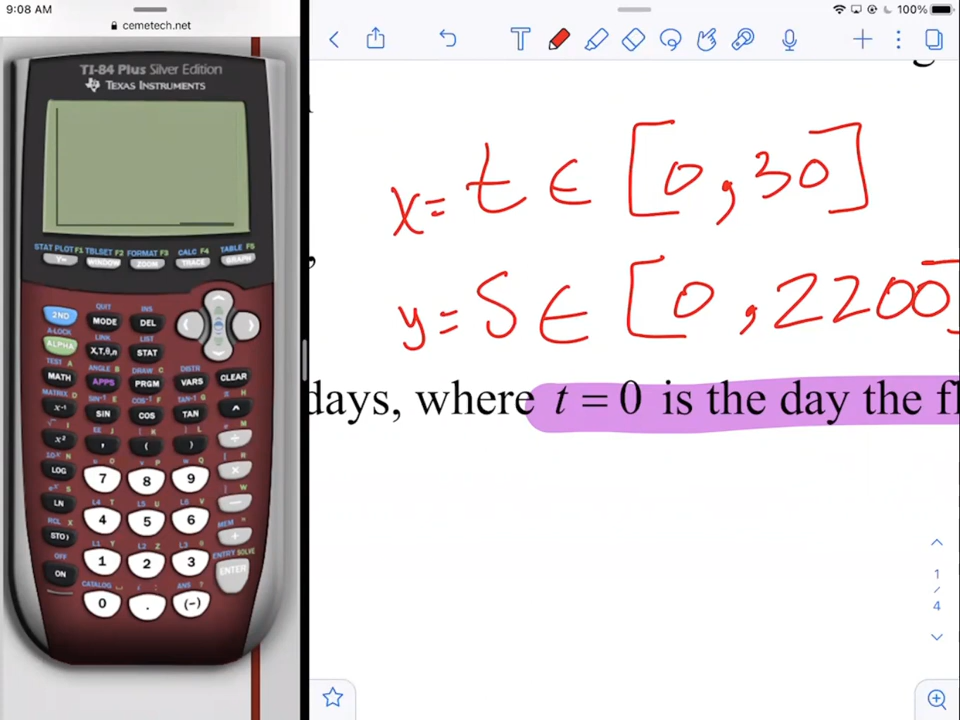 9:08 AM
100%
cemetech.net
TI-84 Plus Silver Edition
TEXAS INSTRUMENTS
x = t ∈ [0, 30]
y = S ∈ [0, 2200]
days, where t = 0 is the day the fl
STAT PLOT F1 TBLSET F2 FORMAT F3 CALC F4 TABLE F5
Y= WINDOW ZOOM TRACE GRAPH
QUIT INS
2ND MODE DEL
A-LOCK LINK LIST
ALPHA X,T,θ,n STAT
TEST A ANGLE B DRAW C DISTR
MATH APPS PRGM VARS CLEAR
MATRIX D SIN⁻¹ E COS⁻¹ F TAN⁻¹ G π H
x⁻¹ SIN COS TAN ^
√ I EE J { K } L e M
x² , ( ) ÷
10ˣ N u O v P w Q [ R
LOG 7 8 9 ×
eˣ S L4 T L5 U L6 V ] W
LN 4 5 6 −
RCL X L1 Y L2 Z L3 θ MEM "
STO⟩ 1 2 3 +
OFF CATALOG i : ANS ? ENTRY SOLVE
ON 0 . (-) ENTER
T
1
/
4